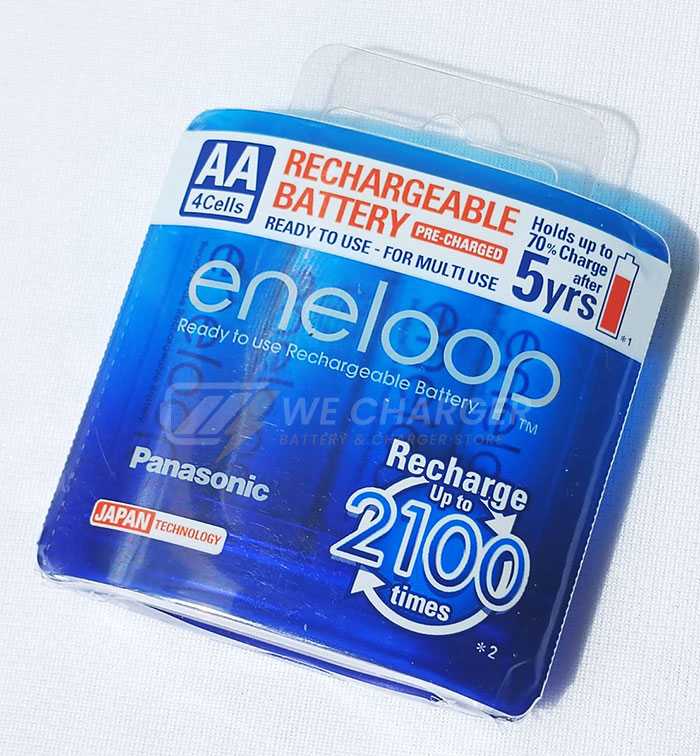 AA
4Cells
RECHARGEABLE
BATTERY PRE-CHARGED
READY TO USE - FOR MULTI USE
Holds up to
70% Charge
after
5yrs
*1
eneloop
Ready to use Rechargeable Battery
TM
WE CHARGER
BATTERY & CHARGER STORE
Panasonic
JAPAN TECHNOLOGY
Recharge
Up to
2100
times
*2